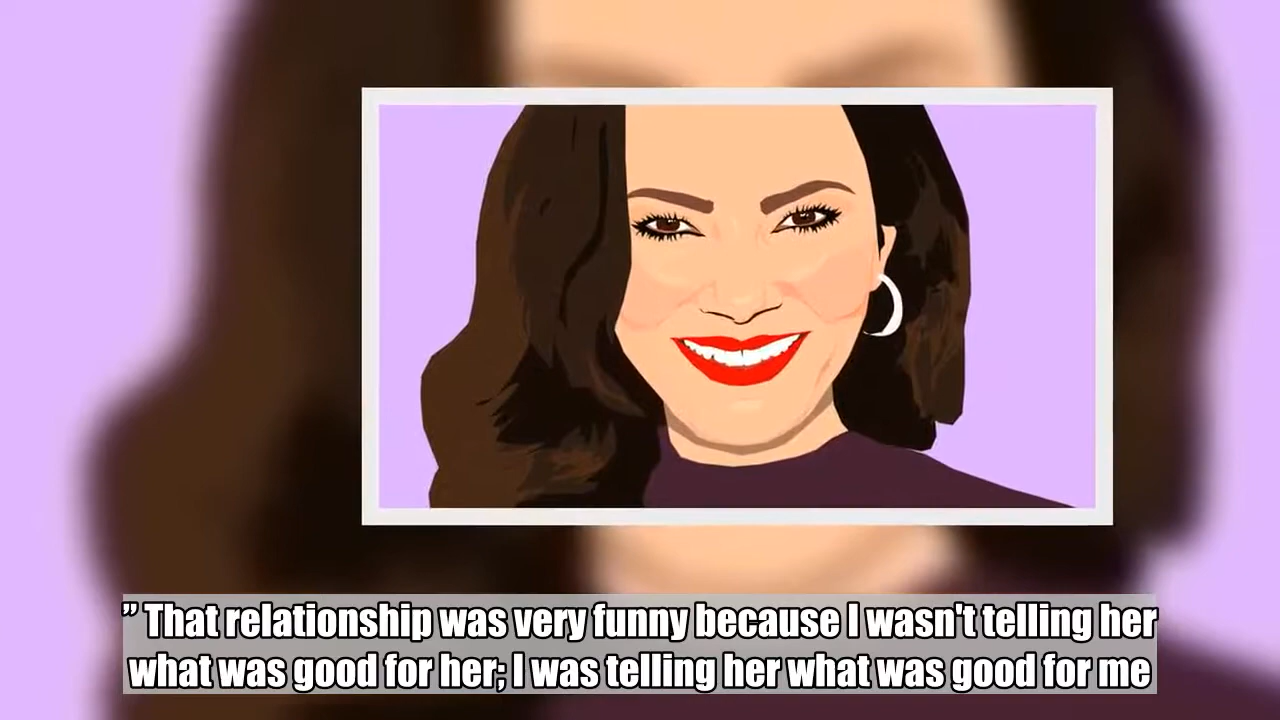 ” That relationship was very funny because I wasn't telling her
what was good for her; I was telling her what was good for me